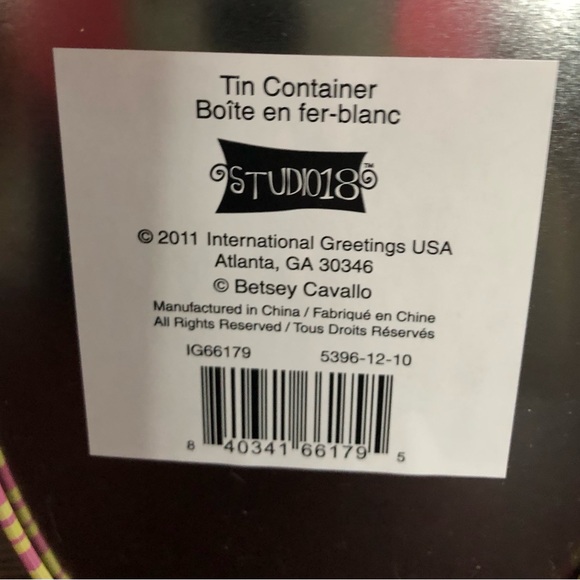 Tin Container
Boîte en fer-blanc
STUDIO18™
© 2011 International Greetings USA
Atlanta, GA 30346
© Betsey Cavallo
Manufactured in China / Fabriqué en Chine
All Rights Reserved / Tous Droits Réservés
IG66179 5396-12-10
8 40341 66179 5